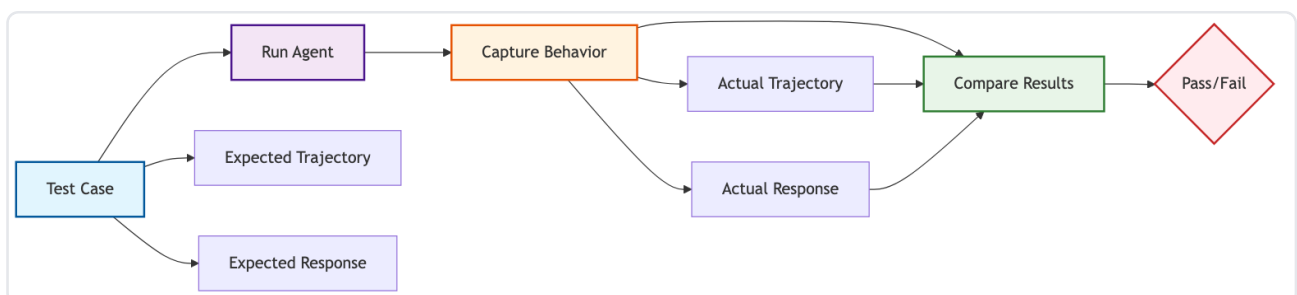 Run Agent
Capture Behavior
Actual Trajectory
Compare Results
Pass/Fail
Expected Trajectory
Test Case
Actual Response
Expected Response